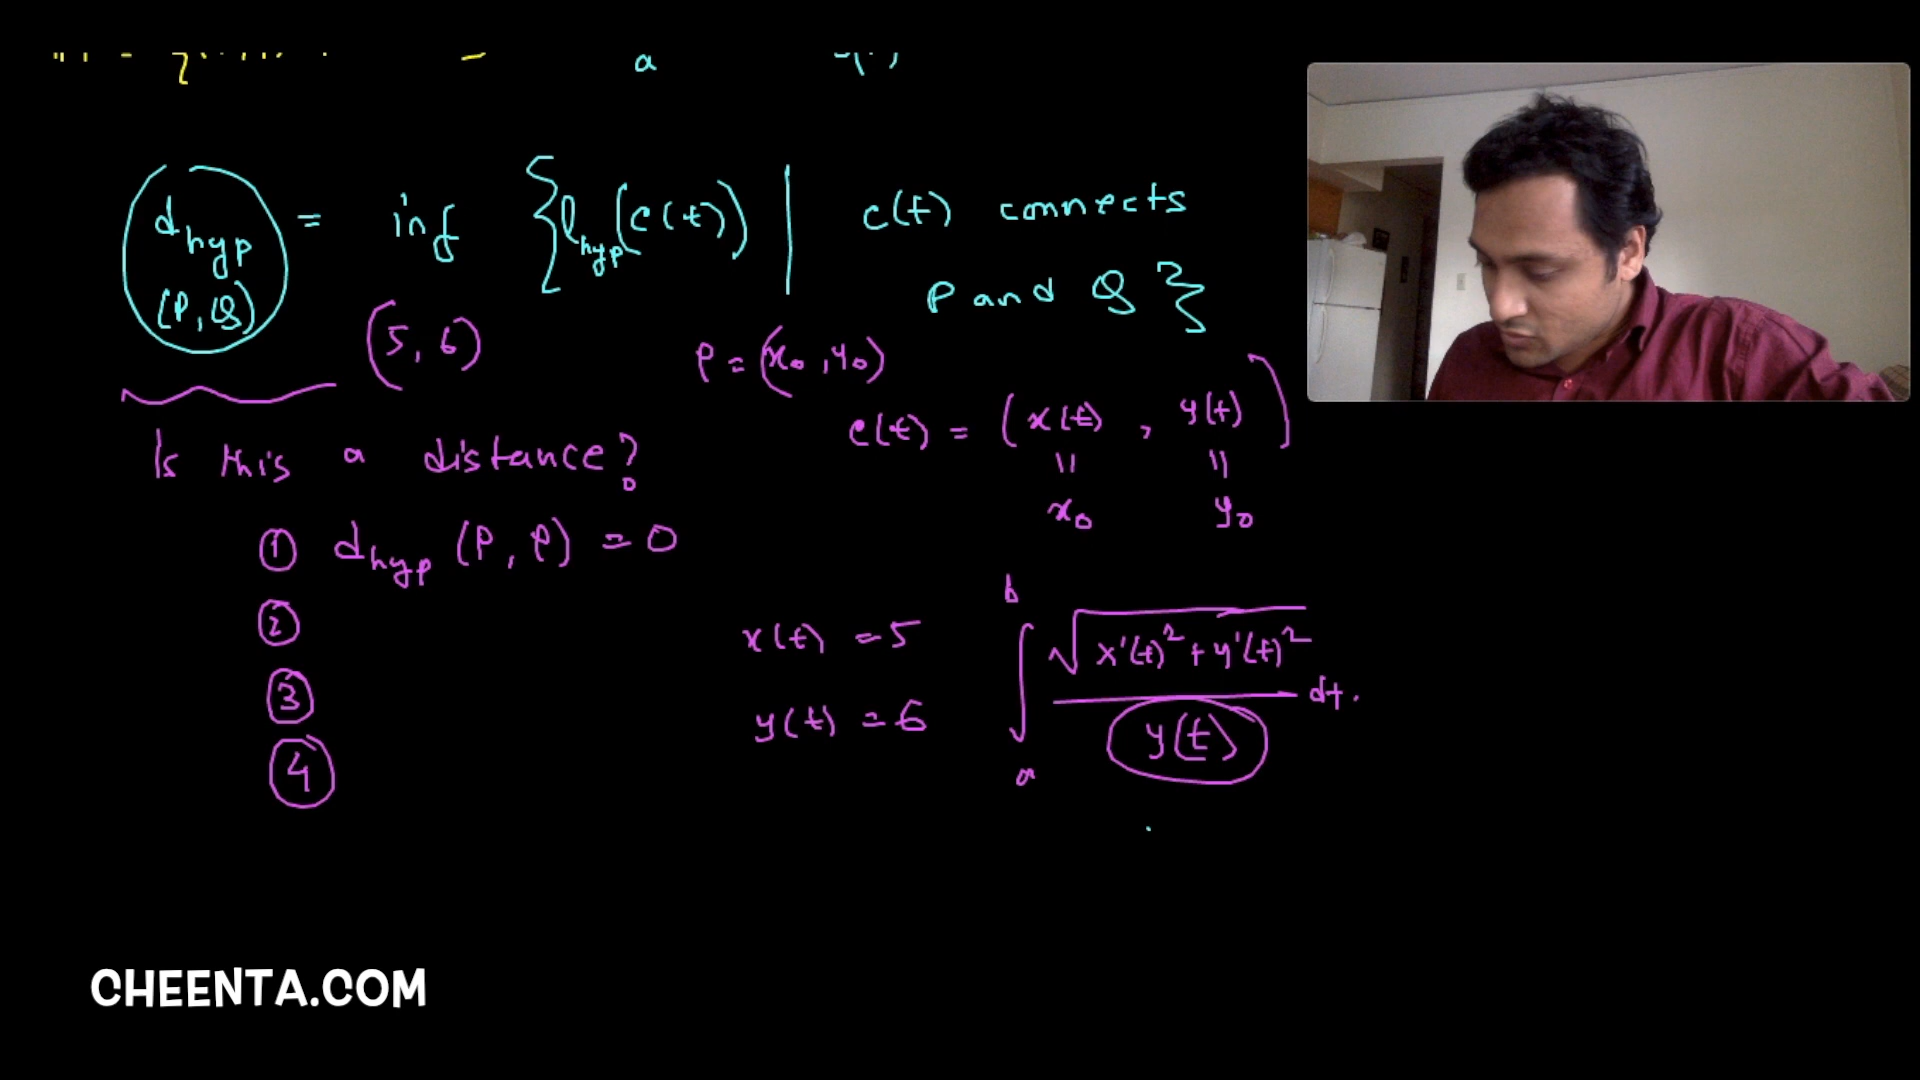 a
d_hyp (P, Q) = inf { l_hyp (c(t)) | c(t) connects
P and Q }
(5, 6)
P = (x₀, y₀)
c(t) = (x(t), y(t))
" "
x₀ y₀
Is this a distance?
① d_hyp (P, P) = 0
②
③
④
x(t) = 5
y(t) = 6
∫_a^b √(x'(t)² + y'(t)²) / y(t) dt.
CHEENTA.COM